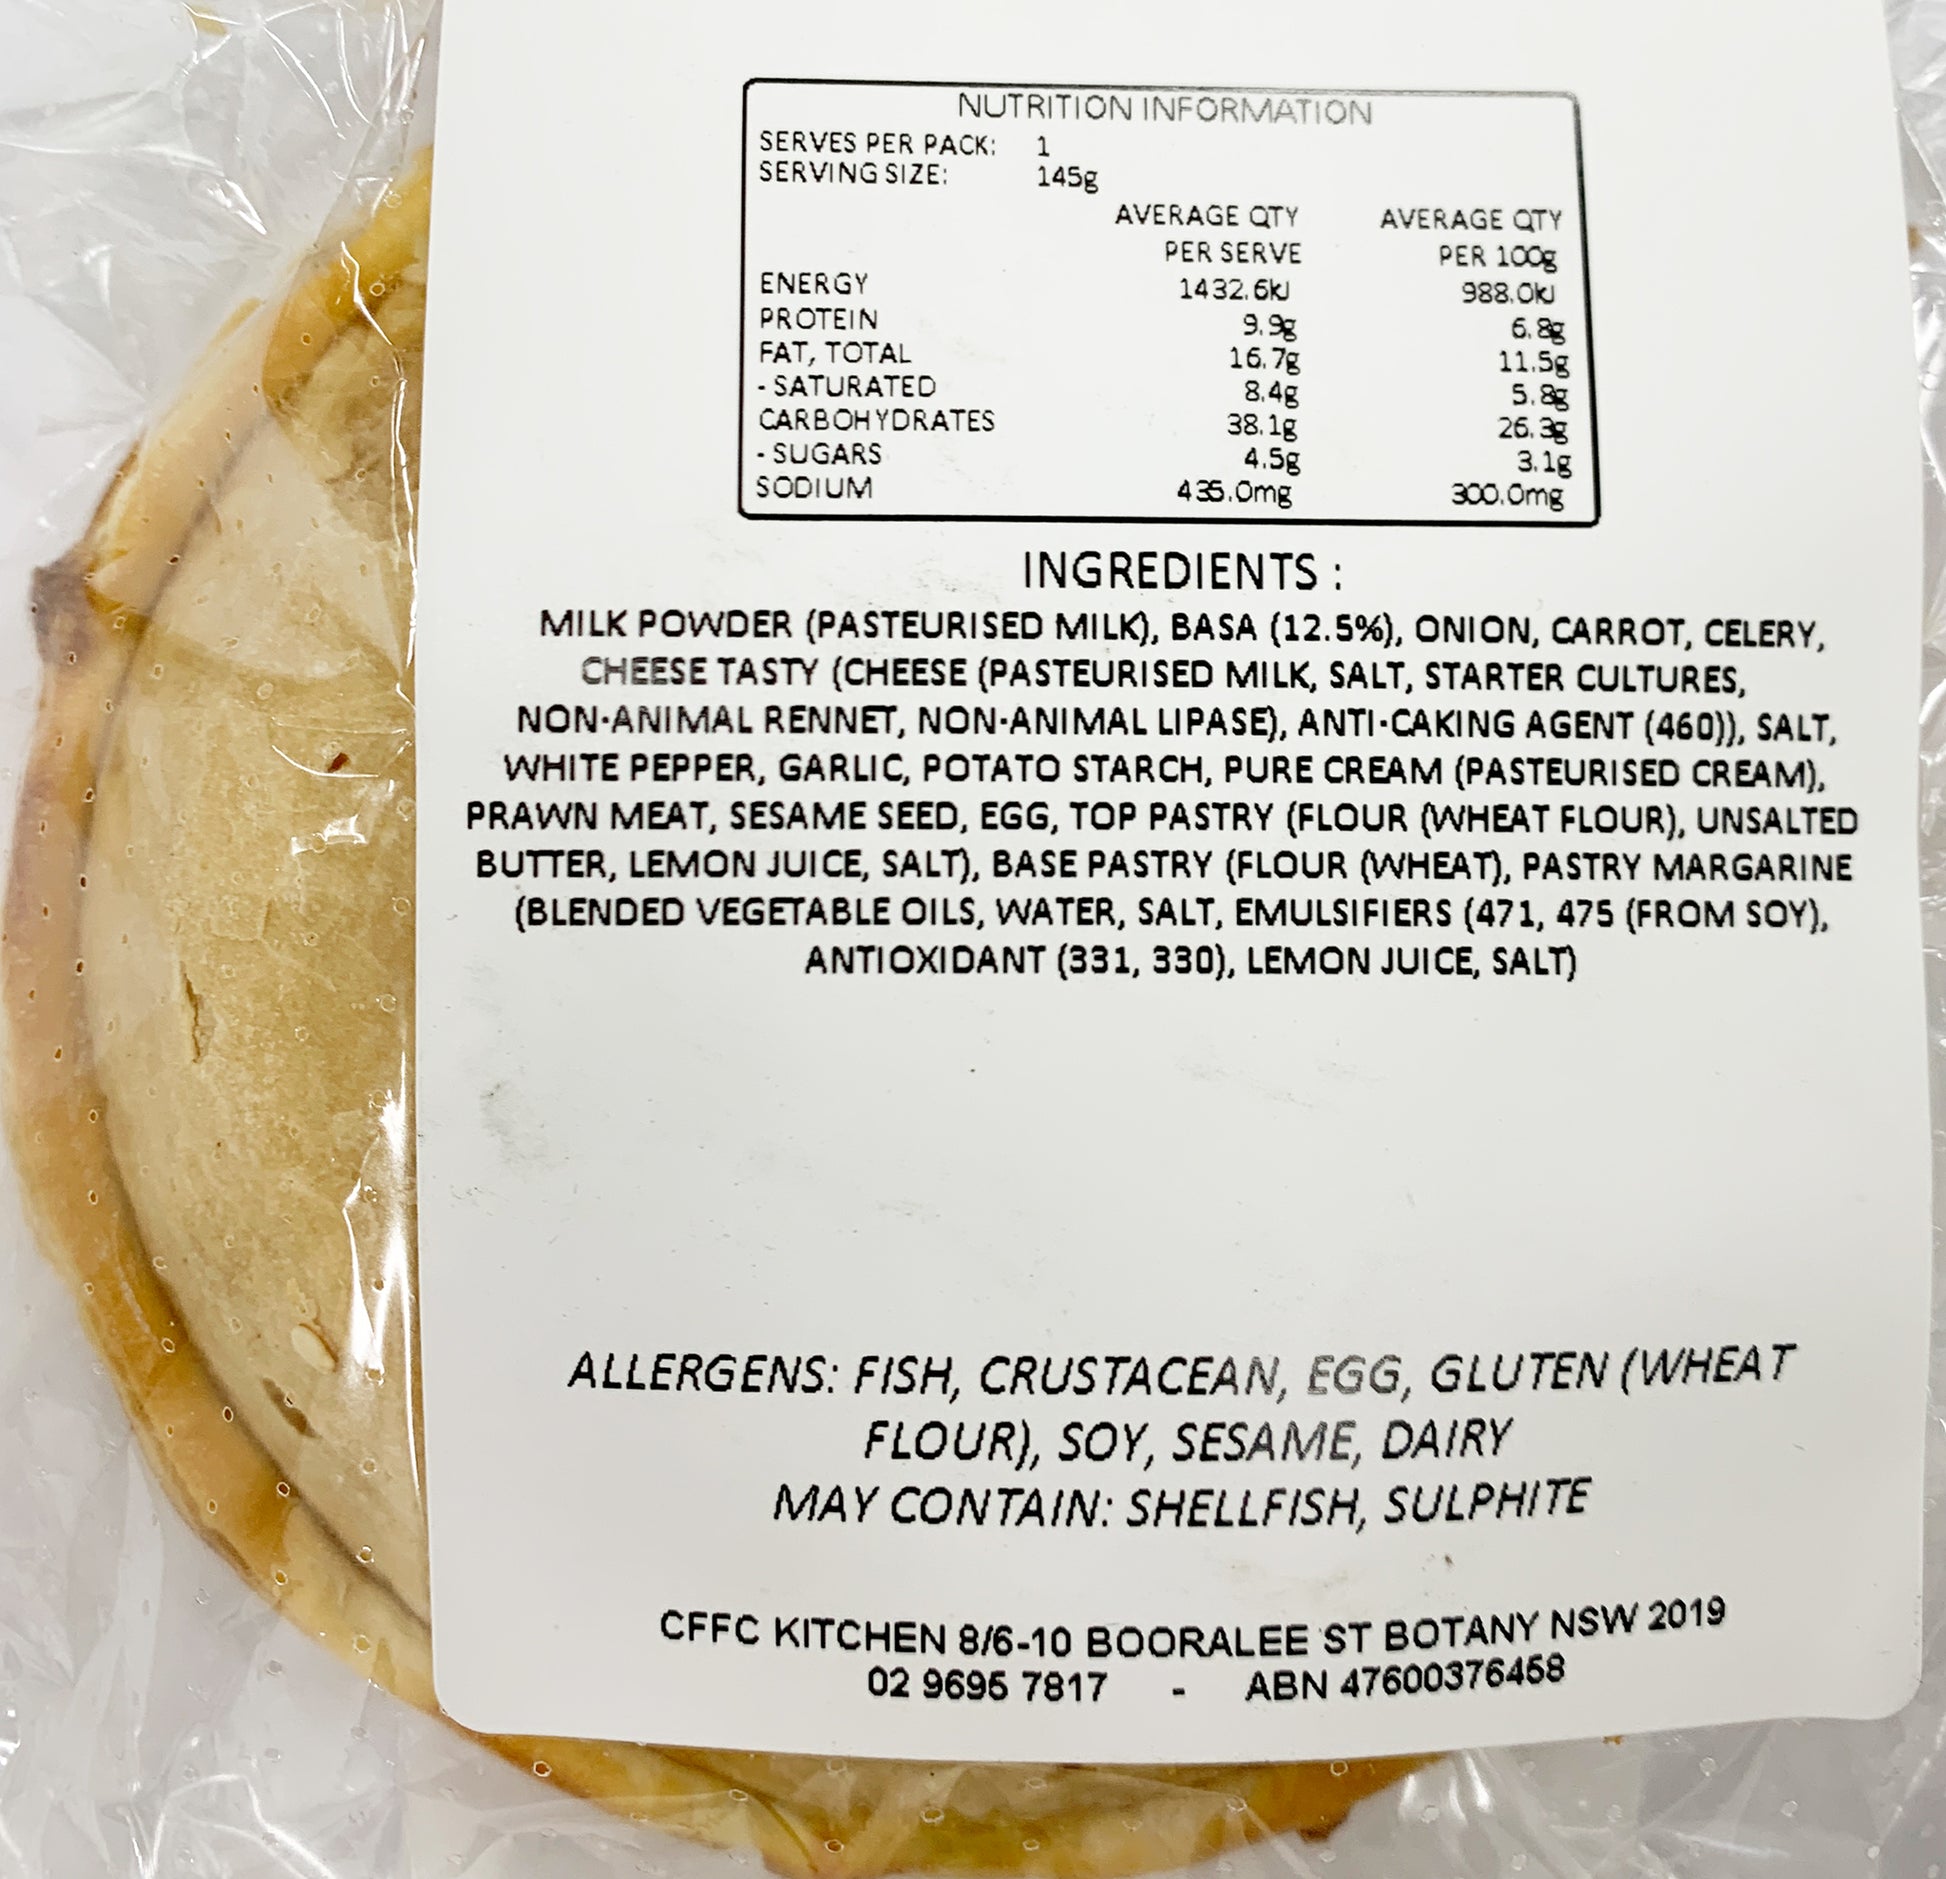 NUTRITION INFORMATION
SERVES PER PACK: 1
SERVING SIZE: 145g
AVERAGE QTY AVERAGE QTY
PER SERVE PER 100g
ENERGY 1432.6kJ 988.0kJ
PROTEIN 9.9g 6.8g
FAT, TOTAL 16.7g 11.5g
- SATURATED 8.4g 5.8g
CARBOHYDRATES 38.1g 26.3g
- SUGARS 4.5g 3.1g
SODIUM 435.0mg 300.0mg
INGREDIENTS :
MILK POWDER (PASTEURISED MILK), BASA (12.5%), ONION, CARROT, CELERY,
CHEESE TASTY (CHEESE (PASTEURISED MILK, SALT, STARTER CULTURES,
NON-ANIMAL RENNET, NON-ANIMAL LIPASE), ANTI-CAKING AGENT (460)), SALT,
WHITE PEPPER, GARLIC, POTATO STARCH, PURE CREAM (PASTEURISED CREAM),
PRAWN MEAT, SESAME SEED, EGG, TOP PASTRY (FLOUR (WHEAT FLOUR), UNSALTED
BUTTER, LEMON JUICE, SALT), BASE PASTRY (FLOUR (WHEAT), PASTRY MARGARINE
(BLENDED VEGETABLE OILS, WATER, SALT, EMULSIFIERS (471, 475 (FROM SOY),
ANTIOXIDANT (331, 330), LEMON JUICE, SALT)
ALLERGENS: FISH, CRUSTACEAN, EGG, GLUTEN (WHEAT
FLOUR), SOY, SESAME, DAIRY
MAY CONTAIN: SHELLFISH, SULPHITE
CFFC KITCHEN 8/6-10 BOORALEE ST BOTANY NSW 2019
02 9695 7817 - ABN 47600376458